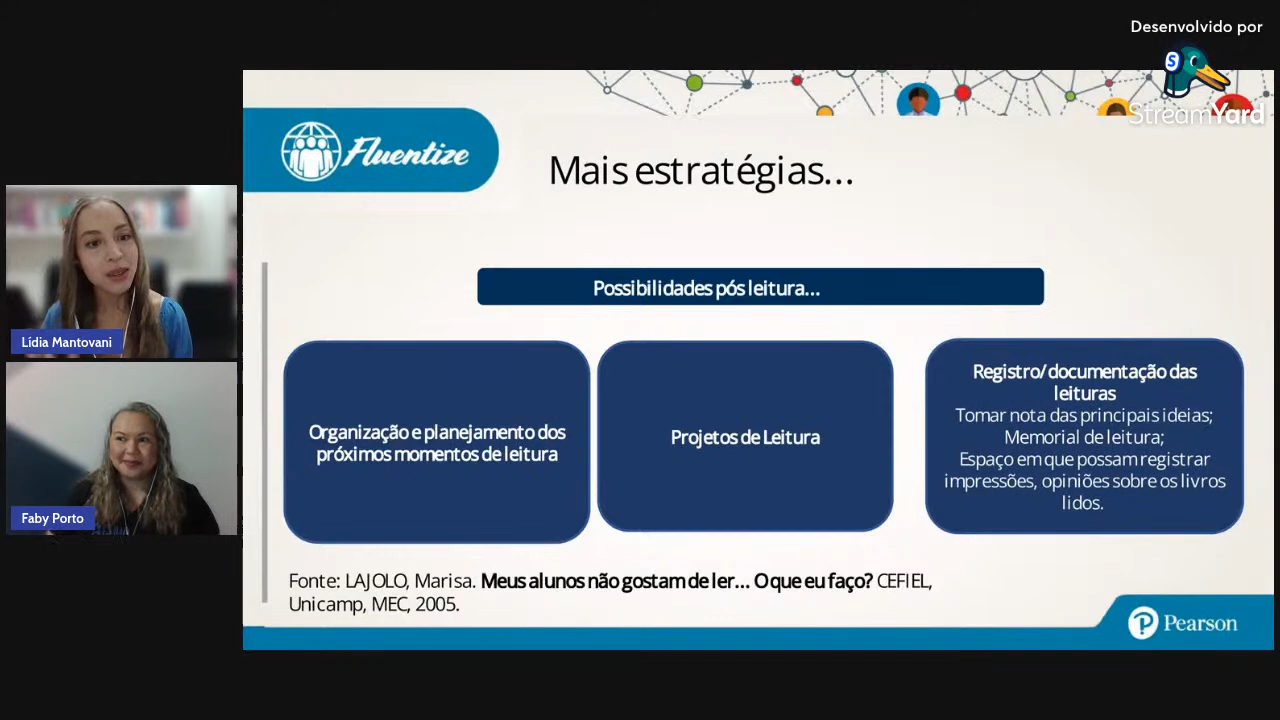 Desenvolvido por
StreamYard
Fluentize
Mais estratégias...
Possibilidades pós leitura...
Organização e planejamento dos
próximos momentos de leitura
Projetos de Leitura
Registro/documentação das
leituras
Tomar nota das principais ideias;
Memorial de leitura;
Espaço em que possam registrar
impressões, opiniões sobre os livros
lidos.
Lídia Mantovani
Faby Porto
Fonte: LAJOLO, Marisa. Meus alunos não gostam de ler... O que eu faço? CEFIEL,
Unicamp, MEC, 2005.
Pearson